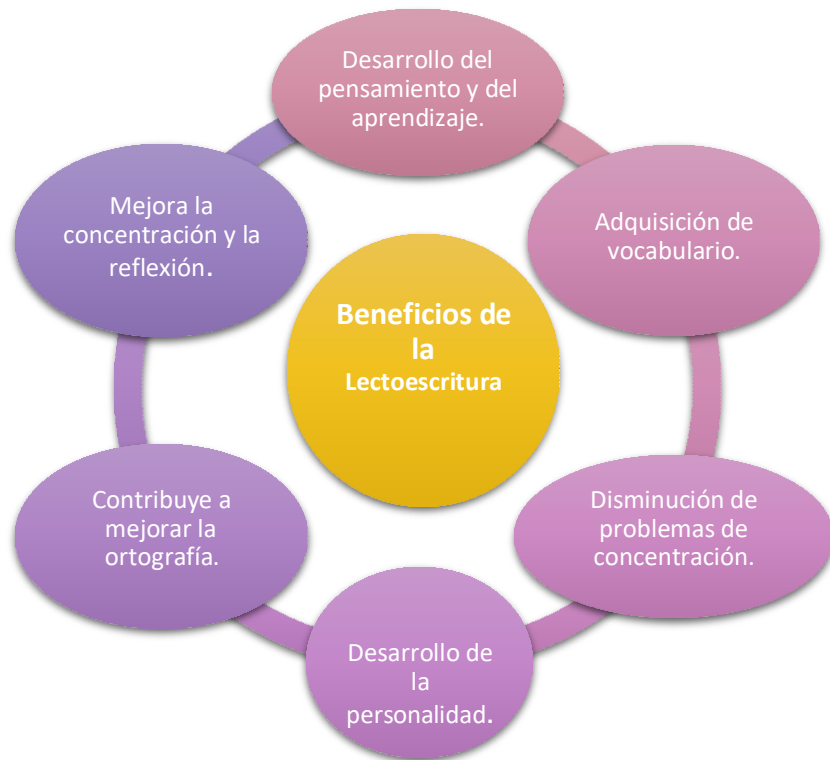 Desarrollo del
pensamiento y del
aprendizaje.
Adquisición de
vocabulario.
Disminución de
problemas de
concentración.
Desarrollo de
la
personalidad.
Contribuye a
mejorar la
ortografía.
Mejora la
concentración y la
reflexión.
Beneficios de
la
Lectoescritura